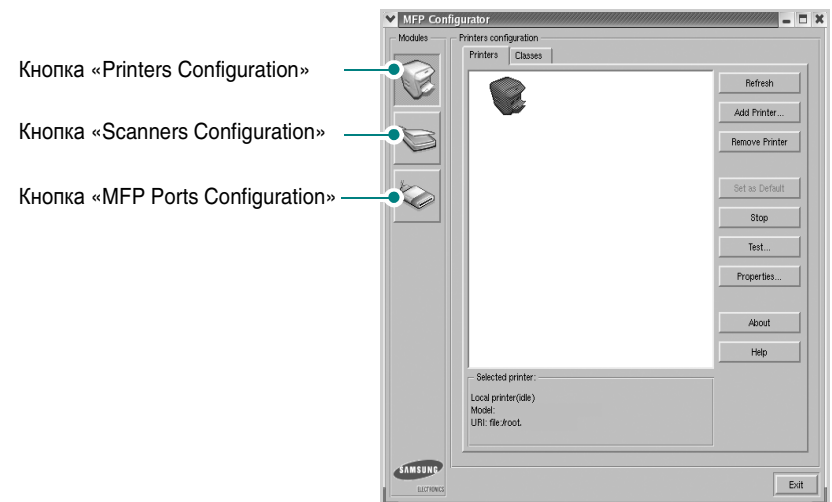 MFP Configurator
Modules
Printers configuration
Printers
Classes
Кнопка «Printers Configuration»
Кнопка «Scanners Configuration»
Кнопка «MFP Ports Configuration»
Refresh
Add Printer...
Remove Printer
Set as Default
Stop
Test...
Properties...
About
Help
Selected printer:
Local printer(idle)
Model:
URI: file:/root.
SAMSUNG
ELECTRONICS
Exit